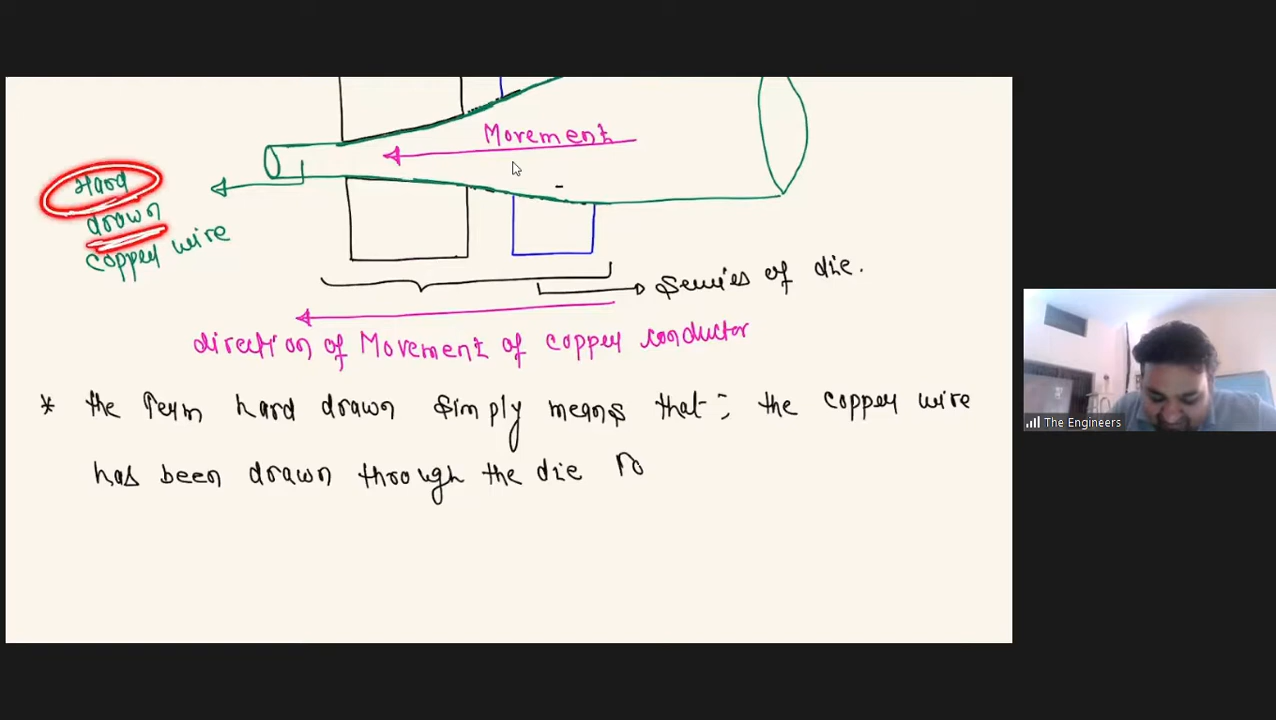 Movement
Hard
drawn
copper wire
Series of die.
direction of Movement of copper conductor
The Engineers
* the Term hard drawn simply means that :- the copper wire
has been drawn through the die